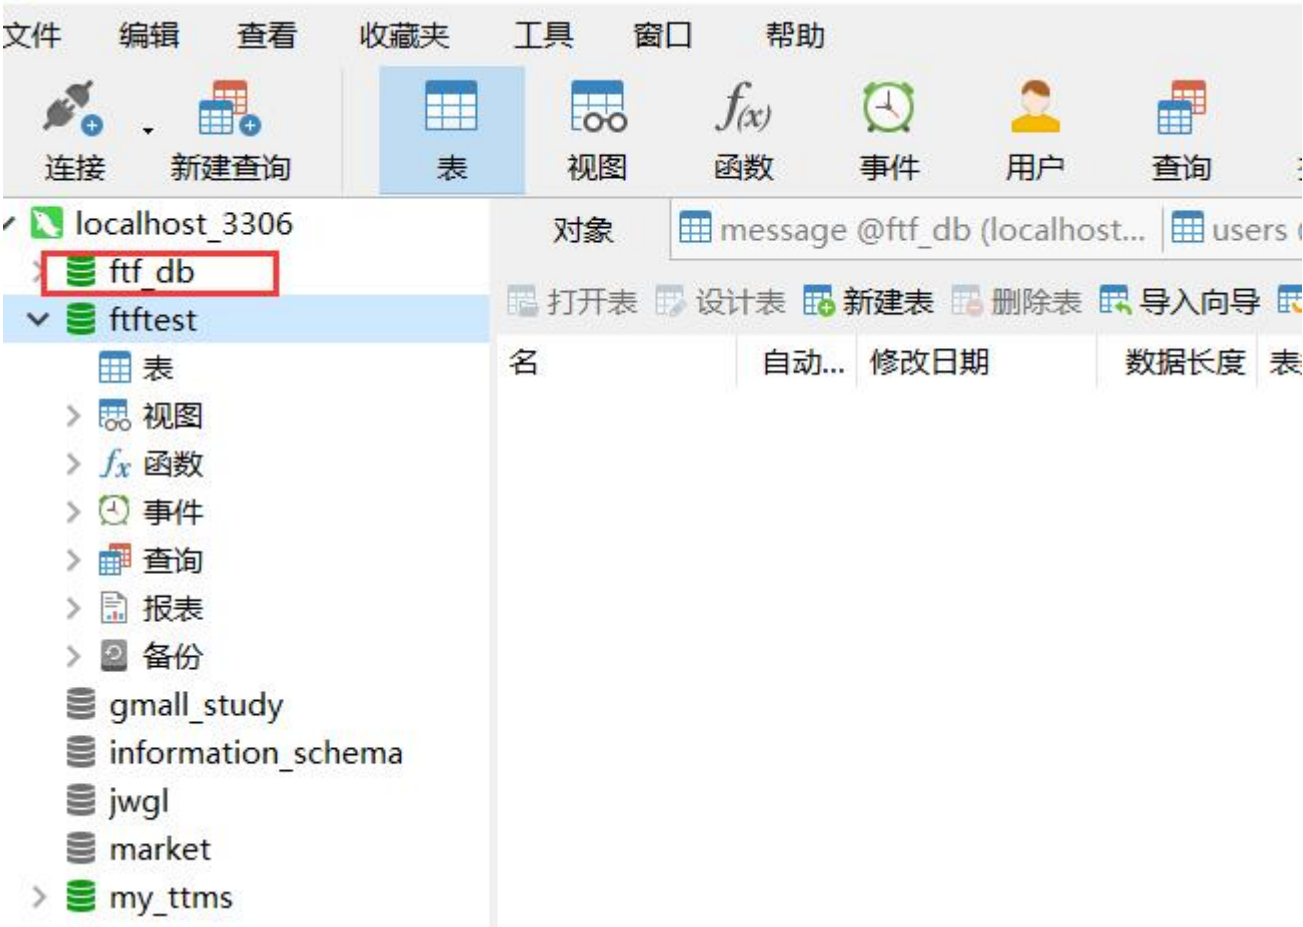 文件 编辑 查看 收藏夹 工具 窗口 帮助
连接 新建查询 表 视图 函数 事件 用户 查询
localhost_3306
ftf_db
ftftest
表
视图
函数
事件
查询
报表
备份
gmall_study
information_schema
jwgl
market
my_ttms
对象 message @ftf_db (localhost... users
打开表 设计表 新建表 删除表 导入向导
名 自动... 修改日期 数据长度 表